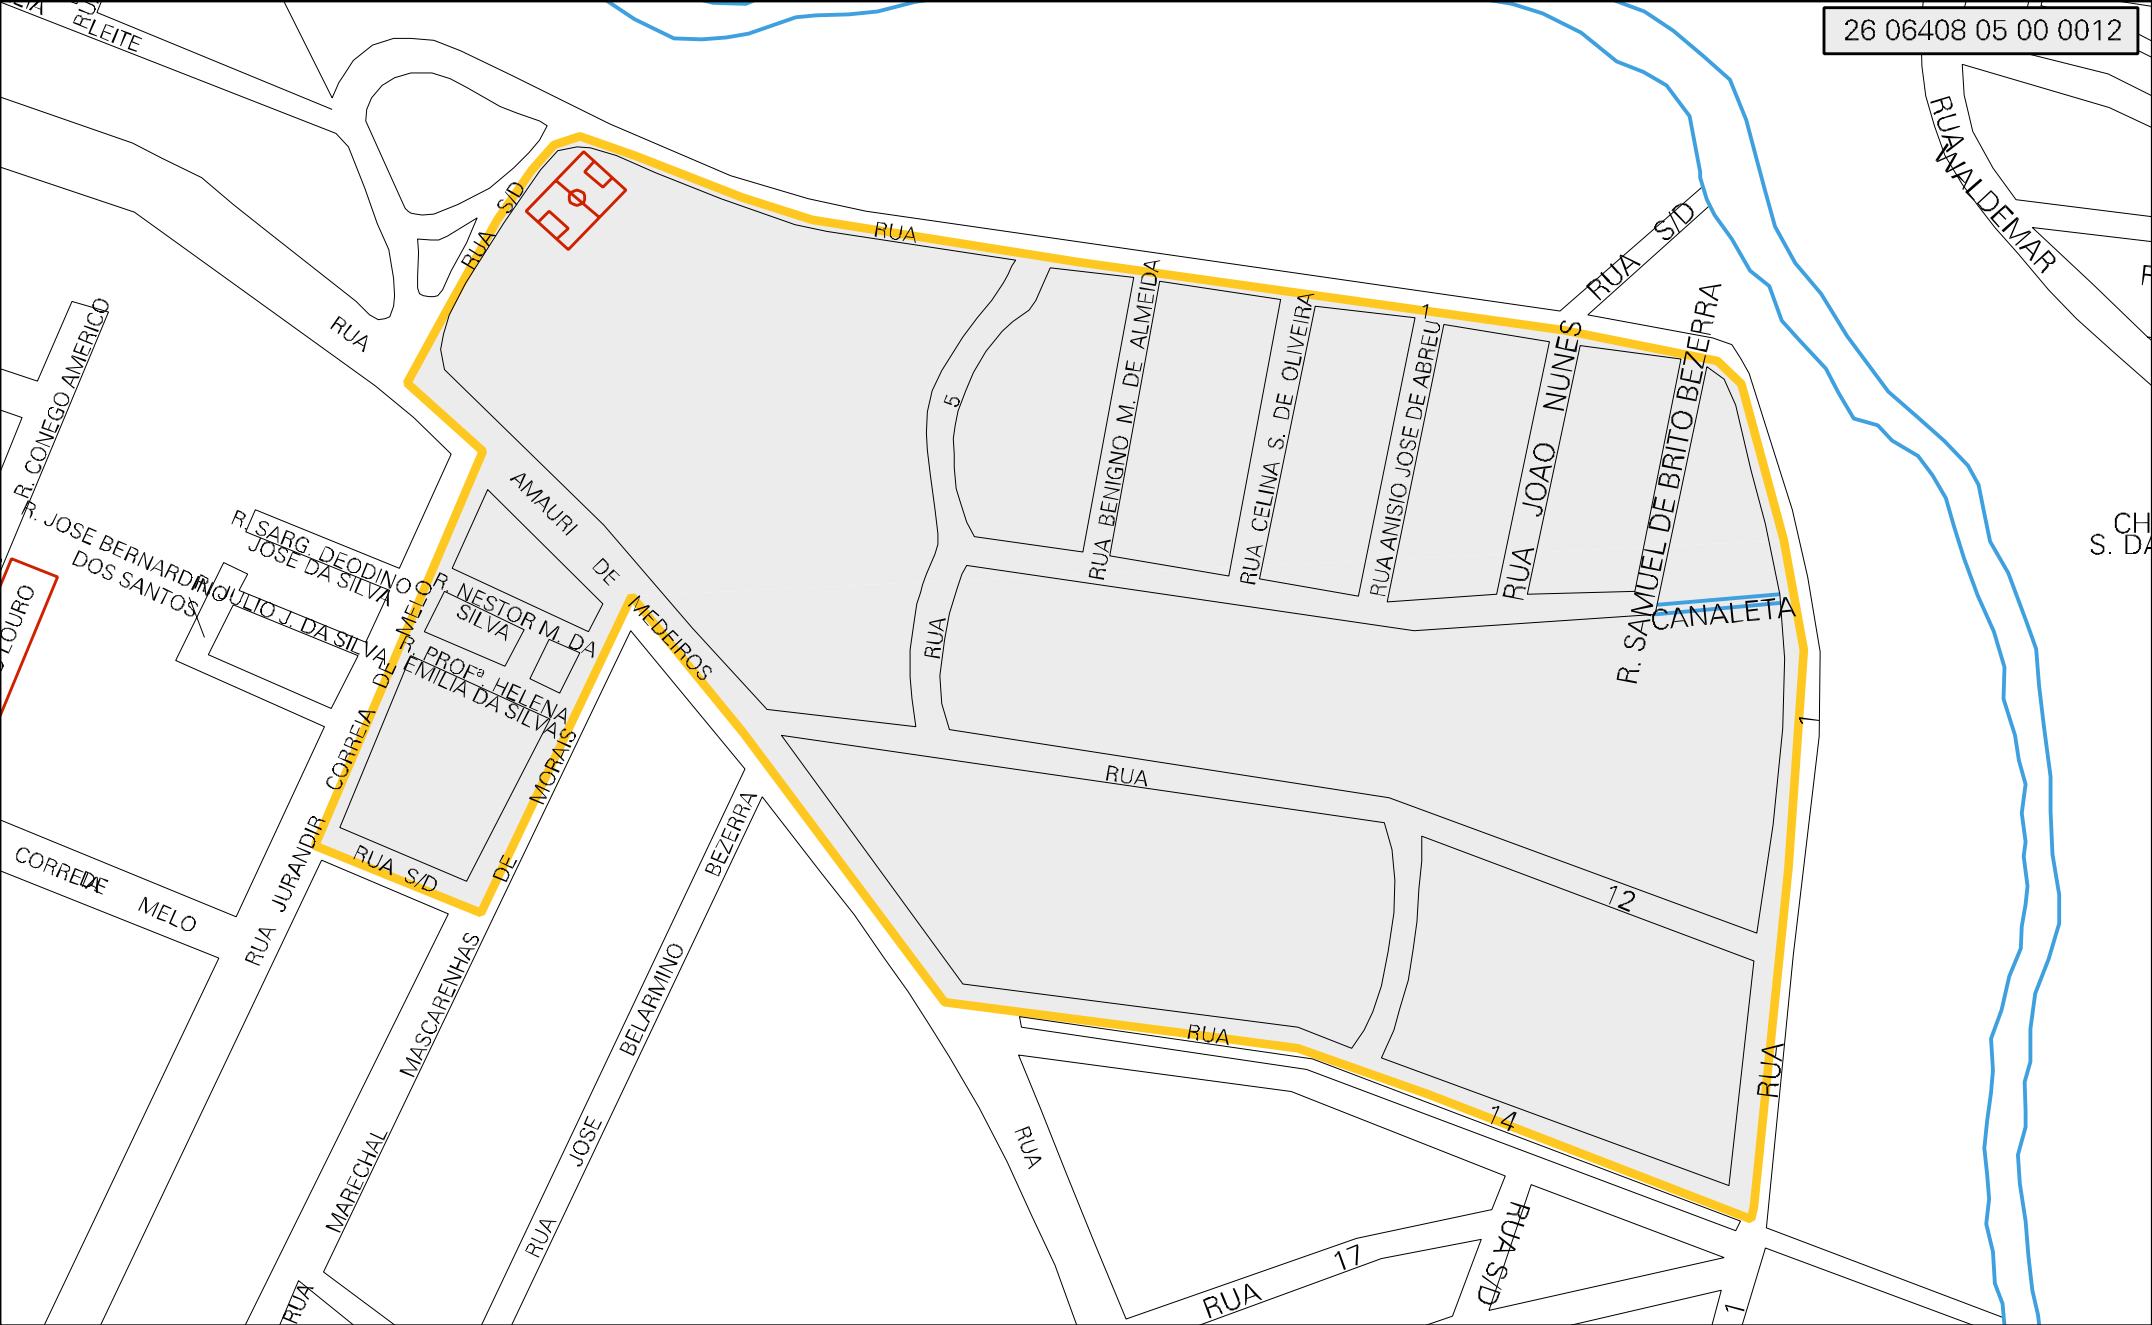 26 06408 05 00 0012
LEITE
RUA
WALDEMAR
RUA S/D
RUA S/D
RUA 1
RUA
R. CONEGO AMERICO
5
RUA BENIGNO M. DE ALMEIDA
RUA CELINA S. DE OLIVEIRA
RUA ANISIO JOSE DE ABREU
RUA JOAO NUNES
R. SAMUEL DE BRITO BEZERRA
CANALETA
CH
S. DA
AMAURI DE MEDEIROS
R. JOSE BERNARDINO
DOS SANTOS
R. SARG. DEODINO
JOSE DA SILVA
R. JULIO J. DA SILVA
R. NESTOR M. DA
SILVA
R. PROFª. HELENA
EMILIA DA SILVA
LOURO
RUA JURANDIR CORREIA DE MELO
RUA S/D
MARECHAL MASCARENHAS DE MORAIS
RUA JOSE BELARMINO BEZERRA
CORREIA
DE
MELO
RUA
RUA
12
RUA 1
RUA
14
RUA
RUA 17
RUA S/D
RUA
1